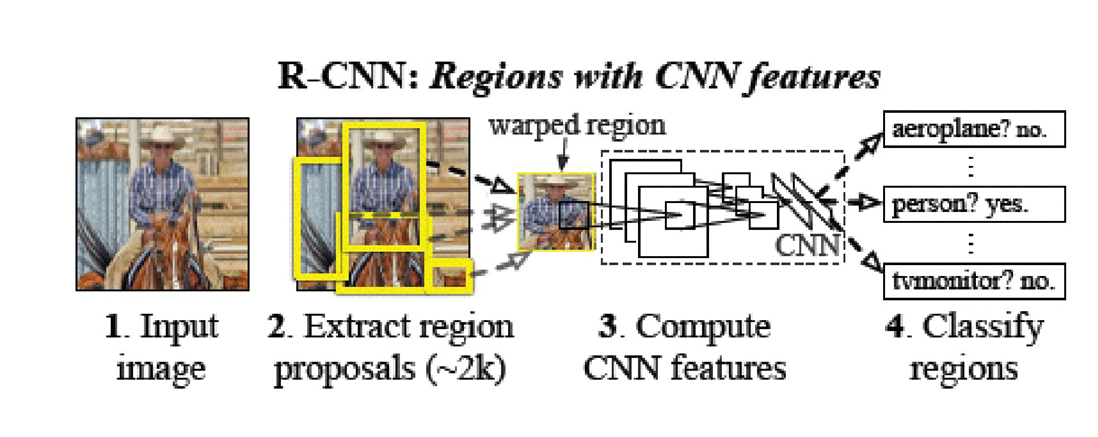 R-CNN: Regions with CNN features
warped region
aeroplane? no.
person? yes.
CNN
tvmonitor? no.
1. Input
image
2. Extract region
proposals (~2k)
3. Compute
CNN features
4. Classify
regions